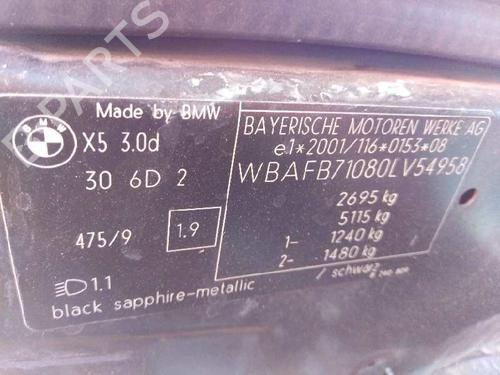 PARTS
BMW
Made by BMW
X5 3.0d
30 6D 2
475/9 1.9
1.1
black sapphire-metallic
BAYERISCHE MOTOREN WERKE AG
e1*2001/116*0153*08
WBAFB71080LV54958
2695 kg
5115 kg
1- 1240 kg
2- 1480 kg
/ schwarz